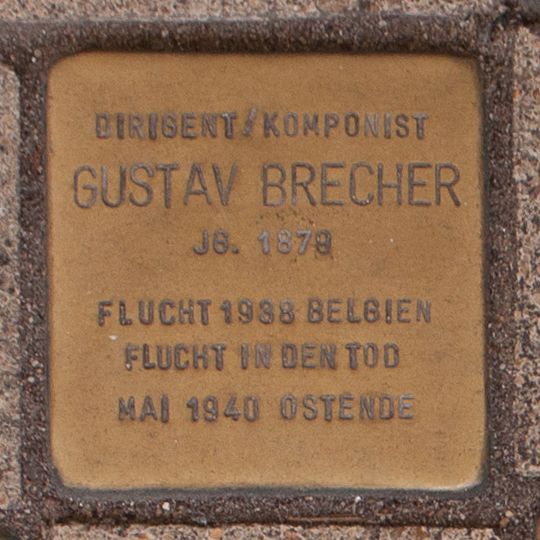 DIRIGENT/KOMPONIST
GUSTAV BRECHER
JG. 1879
FLUCHT 1938 BELGIEN
FLUCHT IN DEN TOD
MAI 1940 OSTENDE